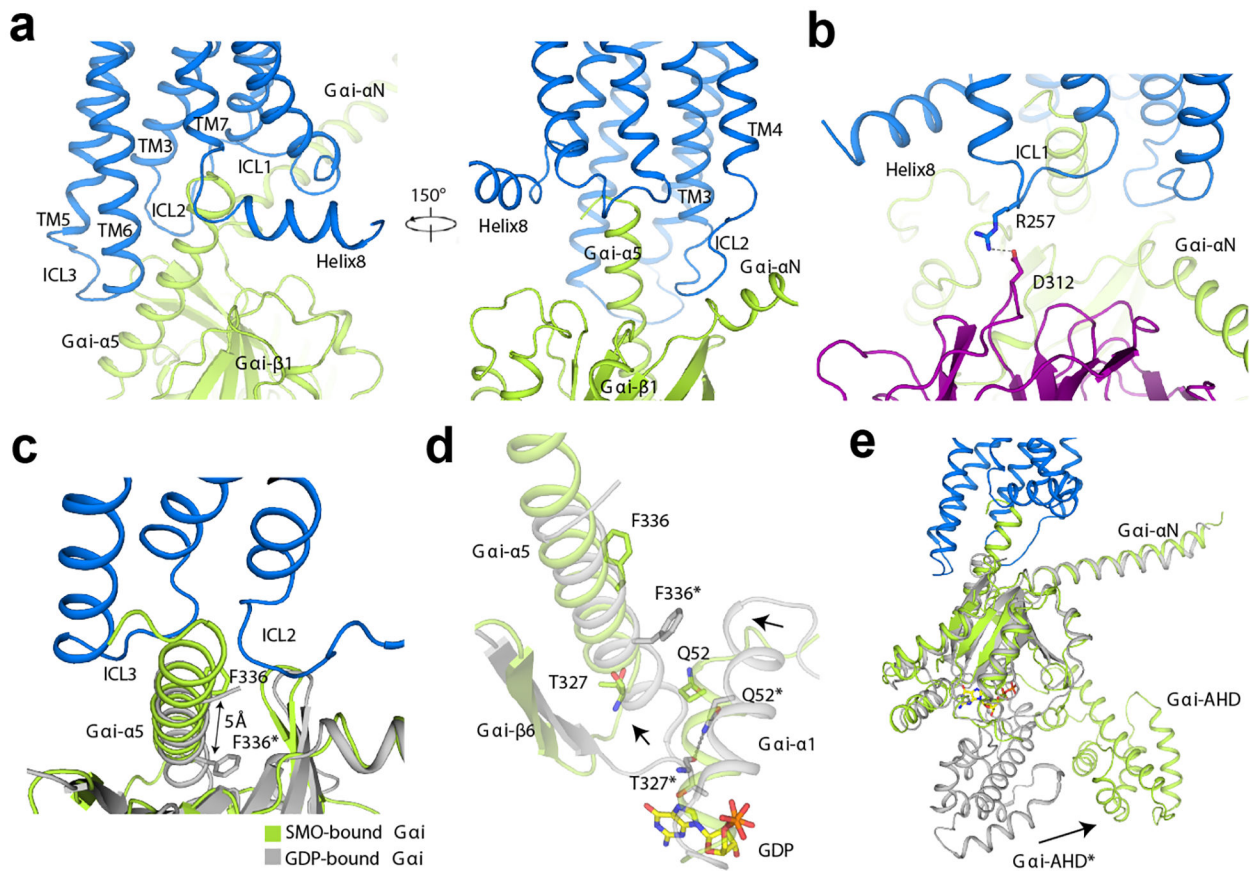 a
Gαi-αN
TM7
TM3
ICL1
ICL2
TM5
TM6
ICL3
Helix8
Gαi-α5
Gαi-β1
150°
TM4
TM3
Helix8
ICL2
Gαi-α5
Gαi-αN
Gαi-β1
b
ICL1
Helix8
R257
Gαi-αN
D312
c
ICL2
ICL3
F336
Gαi-α5
5Å
F336*
SMO-bound Gαi
GDP-bound Gαi
d
F336
Gαi-α5
F336*
Q52
T327
Q52*
Gαi-β6
Gαi-α1
T327*
GDP
e
Gαi-αN
Gαi-AHD
Gαi-AHD*